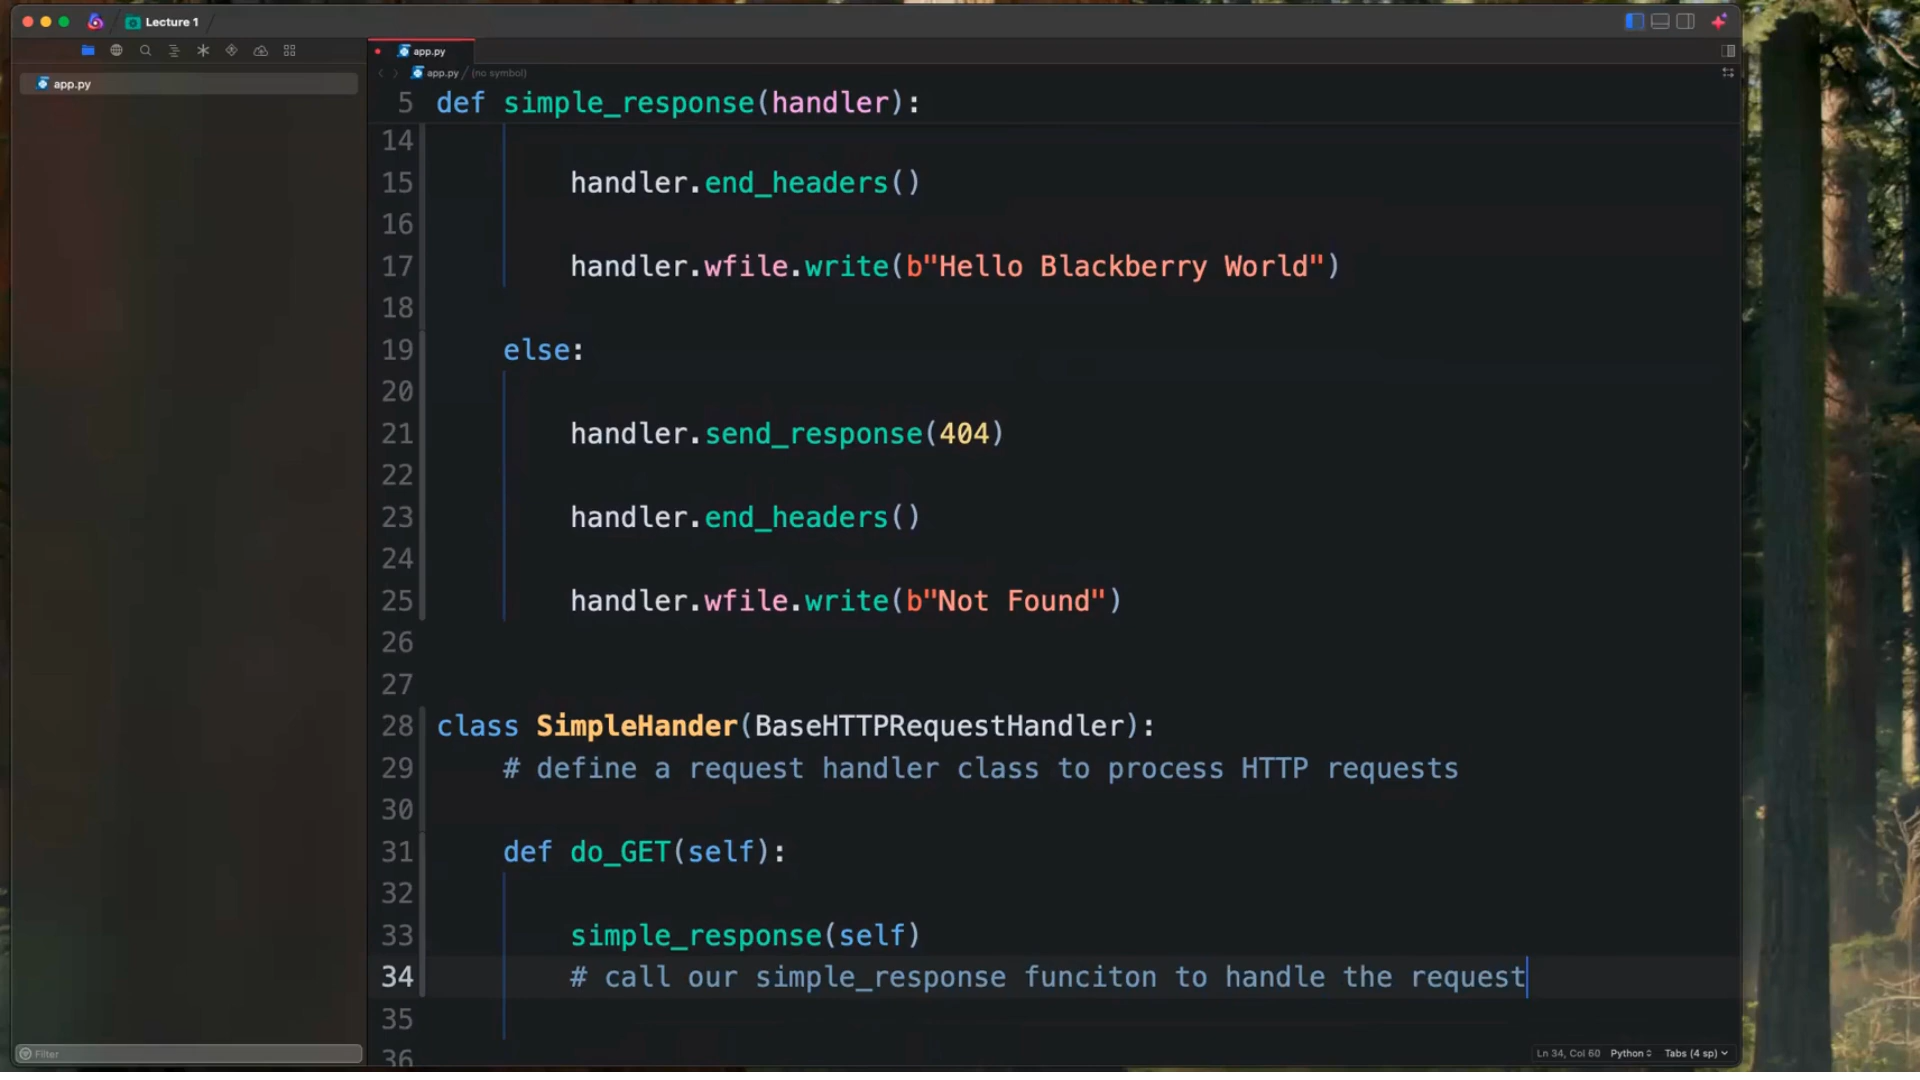 Lecture 1
app.py
app.py
app.py / (no symbol)
5 def simple_response(handler):
14
15 handler.end_headers()
16
17 handler.wfile.write(b"Hello Blackberry World")
18
19 else:
20
21 handler.send_response(404)
22
23 handler.end_headers()
24
25 handler.wfile.write(b"Not Found")
26
27
28 class SimpleHander(BaseHTTPRequestHandler):
29 # define a request handler class to process HTTP requests
30
31 def do_GET(self):
32
33 simple_response(self)
34 # call our simple_response funciton to handle the request
35
36
Filter
Ln 34, Col 60 Python Tabs (4 sp)